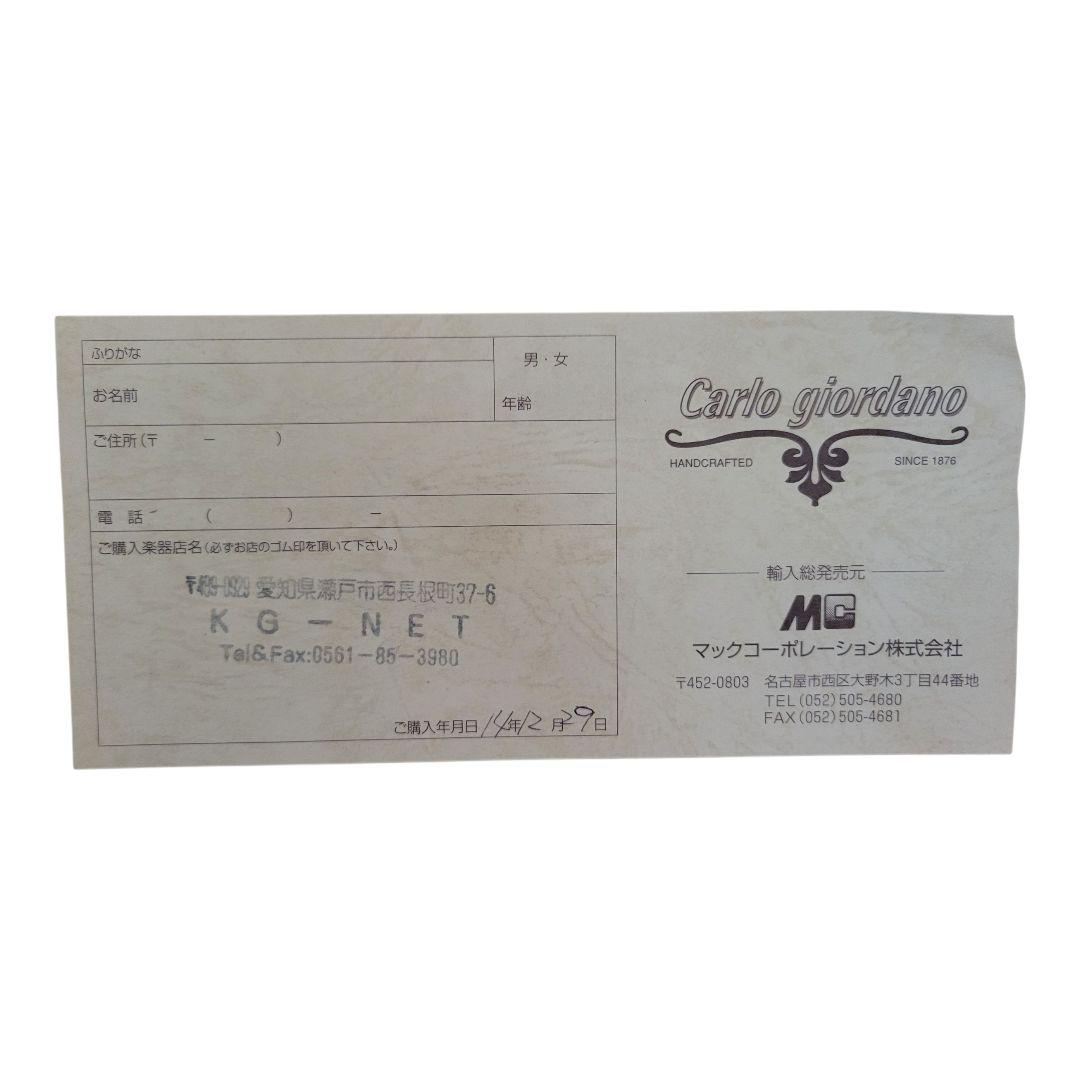 ふりがな
お名前
男・女
年齢
ご住所(〒 － )
電話 ( ) －
ご購入楽器店名(必ずお店のゴム印を頂いて下さい。)
愛知県瀬戸市西長根町37-6
KG－NET
Tel&Fax:0561－85－3980
ご購入年月日 14年12月29日
Carlo giordano
HANDCRAFTED SINCE 1876
輸入総発売元
MC
マックコーポレーション株式会社
〒452-0803 名古屋市西区大野木3丁目44番地
TEL(052)505-4680
FAX(052)505-4681